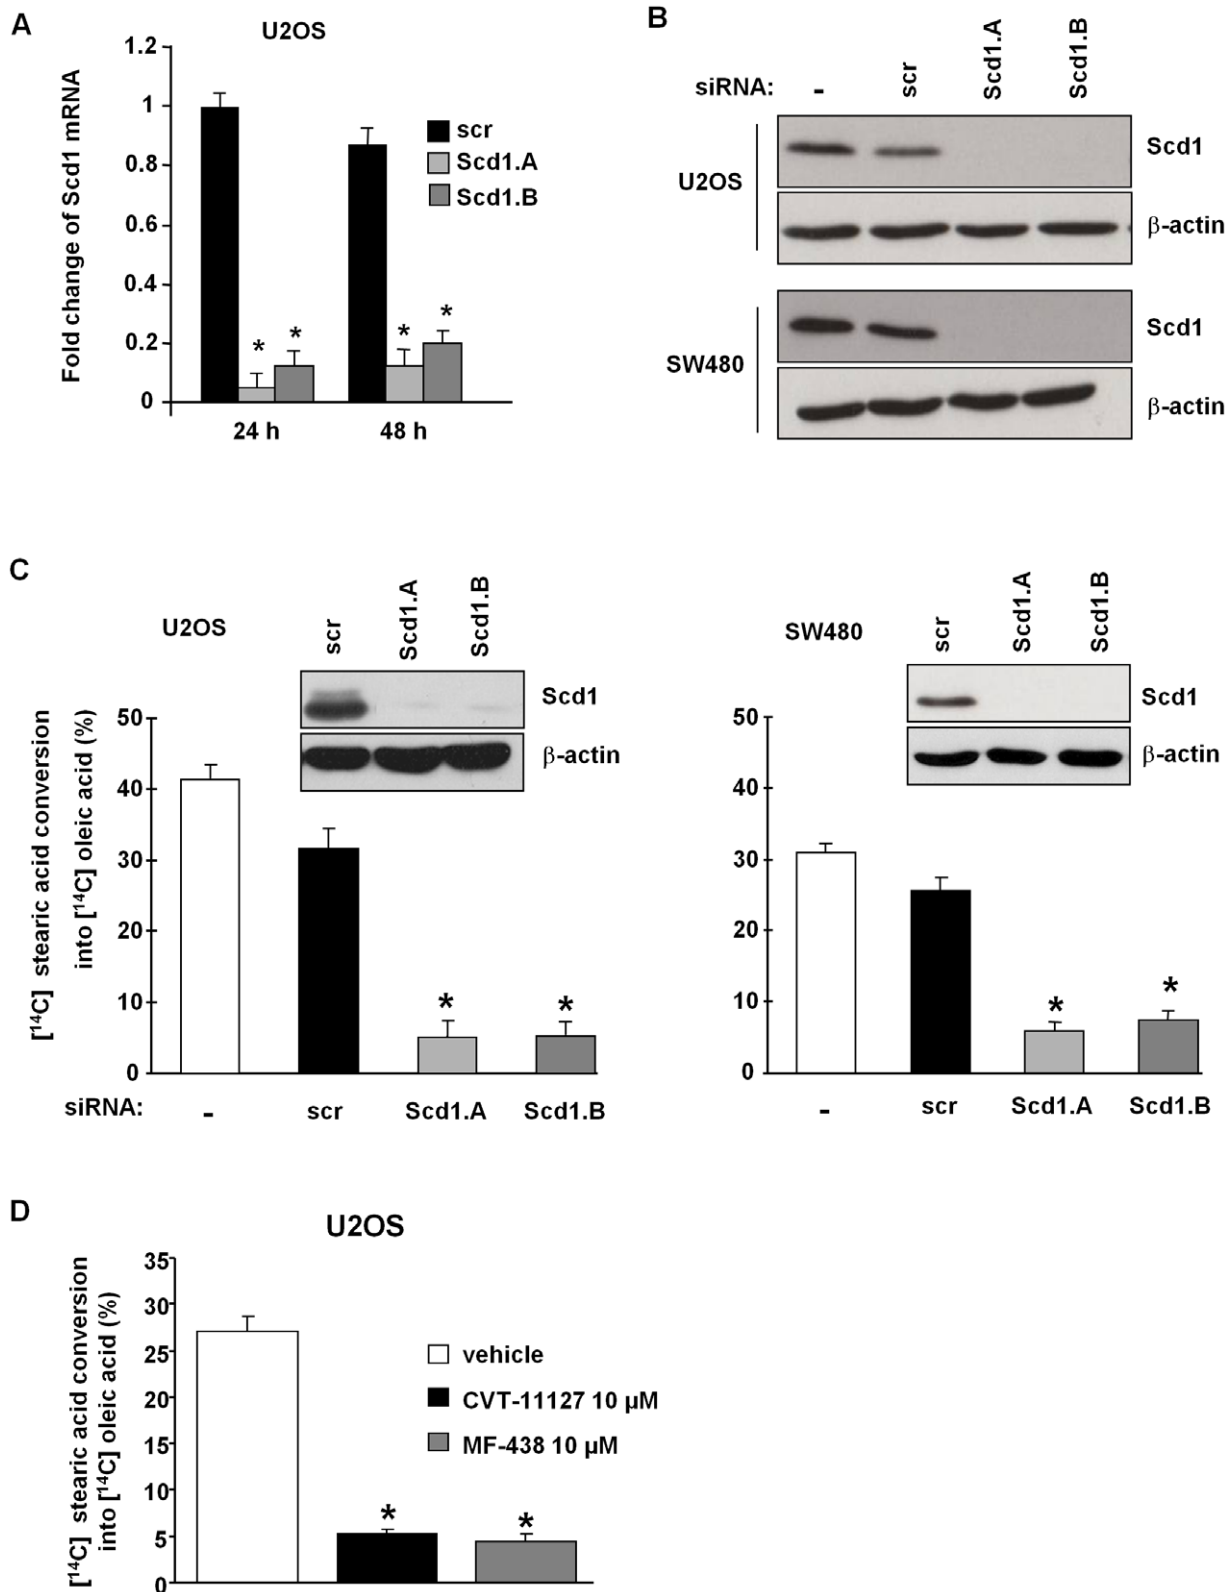 A
U2OS
Fold change of Scd1 mRNA
1.2
1
0.8
0.6
0.4
0.2
0
scr
Scd1.A
Scd1.B
*
*
*
*
24 h
48 h
B
siRNA:
-
scr
Scd1.A
Scd1.B
U2OS
Scd1
β-actin
SW480
Scd1
β-actin
C
U2OS
scr
Scd1.A
Scd1.B
Scd1
β-actin
[¹⁴C] stearic acid conversion
into [¹⁴C] oleic acid (%)
50
40
30
20
10
0
*
*
siRNA:
-
scr
Scd1.A
Scd1.B
SW480
scr
Scd1.A
Scd1.B
Scd1
β-actin
50
40
30
20
10
0
*
*
-
scr
Scd1.A
Scd1.B
D
U2OS
[¹⁴C] stearic acid conversion
into [¹⁴C] oleic acid (%)
35
30
25
20
15
10
5
0
vehicle
CVT-11127 10 µM
MF-438 10 µM
*
*